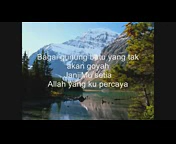 Bagai gunung batu yang tak
akan goyah
Janji Mu setia
Allah yang ku percaya